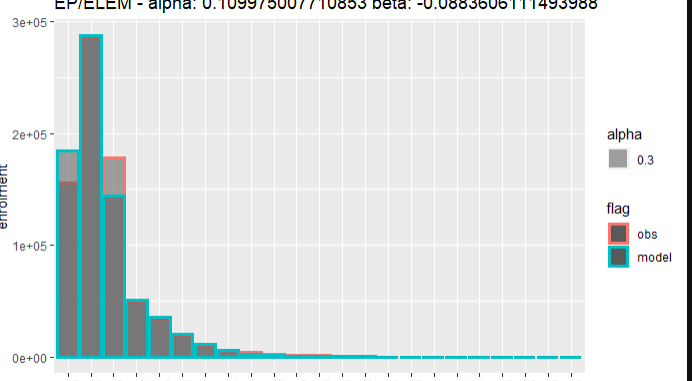 EP/ELEM - alpha: 0.109975007710853 beta: -0.0883606111493988
3e+05
2e+05
1e+05
0e+00
enrolment
alpha
0.3
flag
obs
model